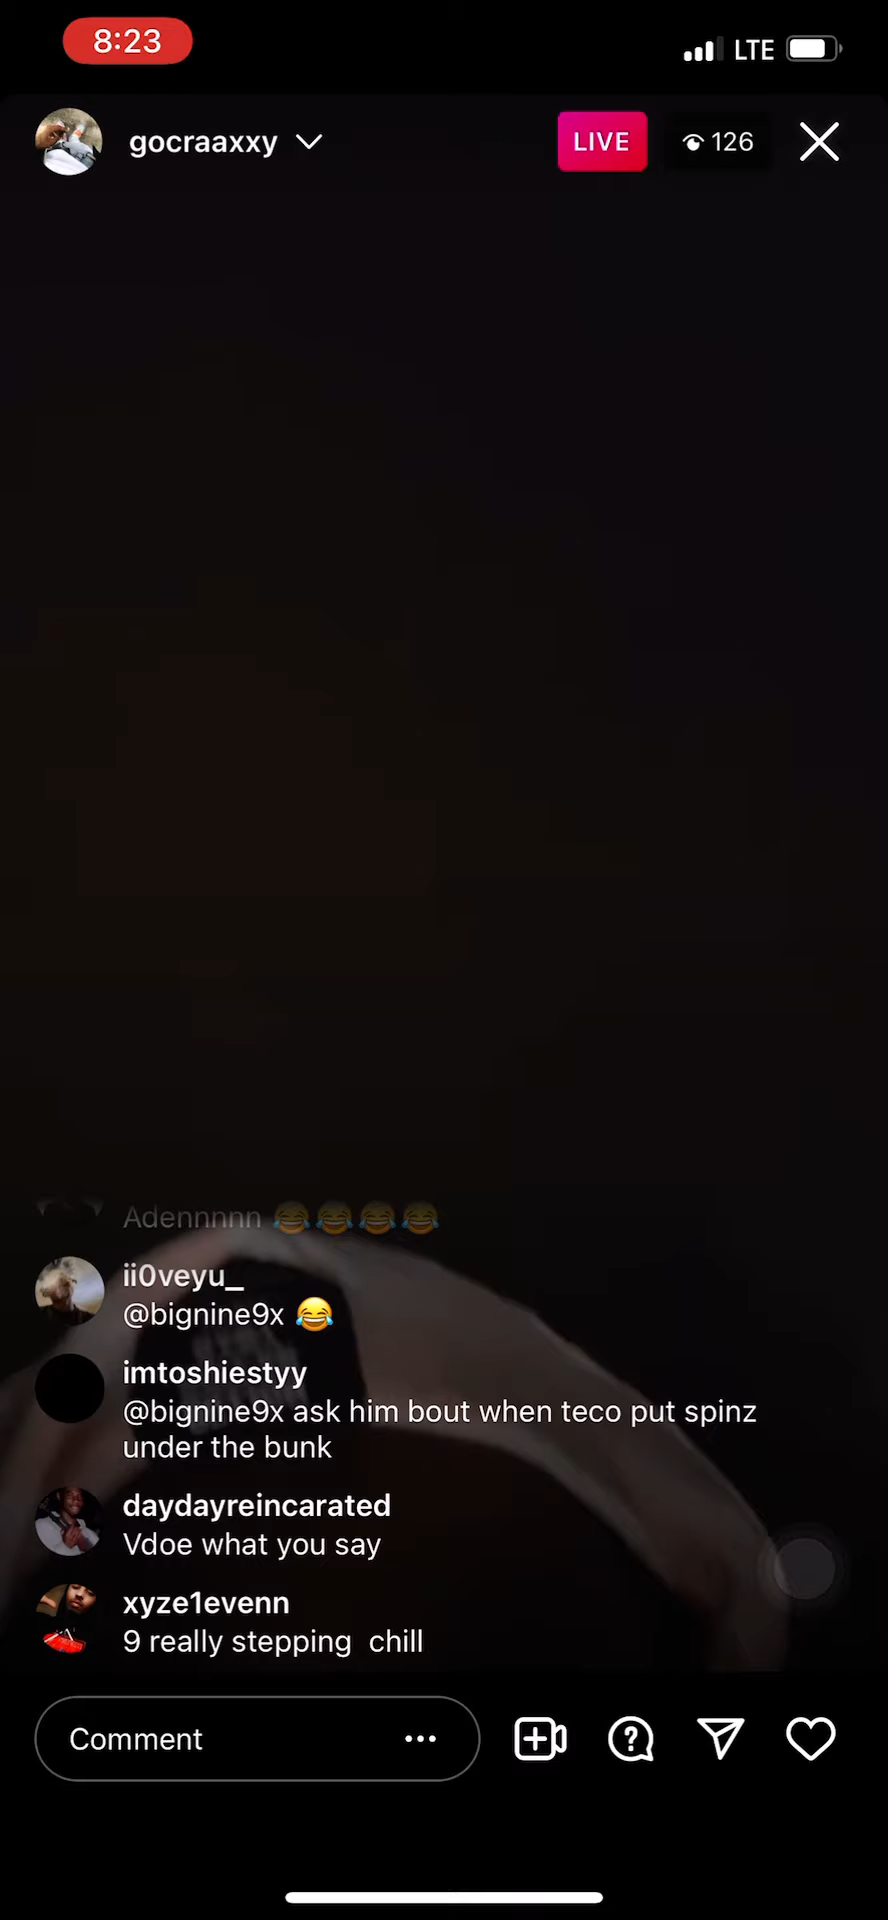 8:23
LTE
gocraaxxy
LIVE
126
Adennnnn 😂😂😂😂
ii0veyu_
@bignine9x 😂
imtoshiestyy
@bignine9x ask him bout when teco put spinz
under the bunk
daydayreincarated
Vdoe what you say
xyze1evenn
9 really stepping  chill
Comment